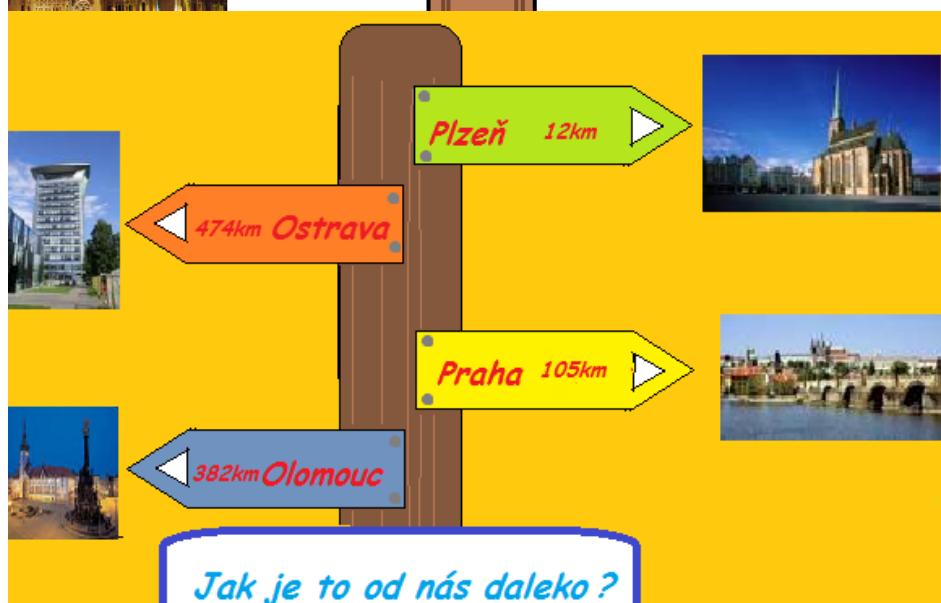 Plzeň 12km
474km Ostrava
Praha 105km
382km Olomouc
Jak je to od nás daleko ?